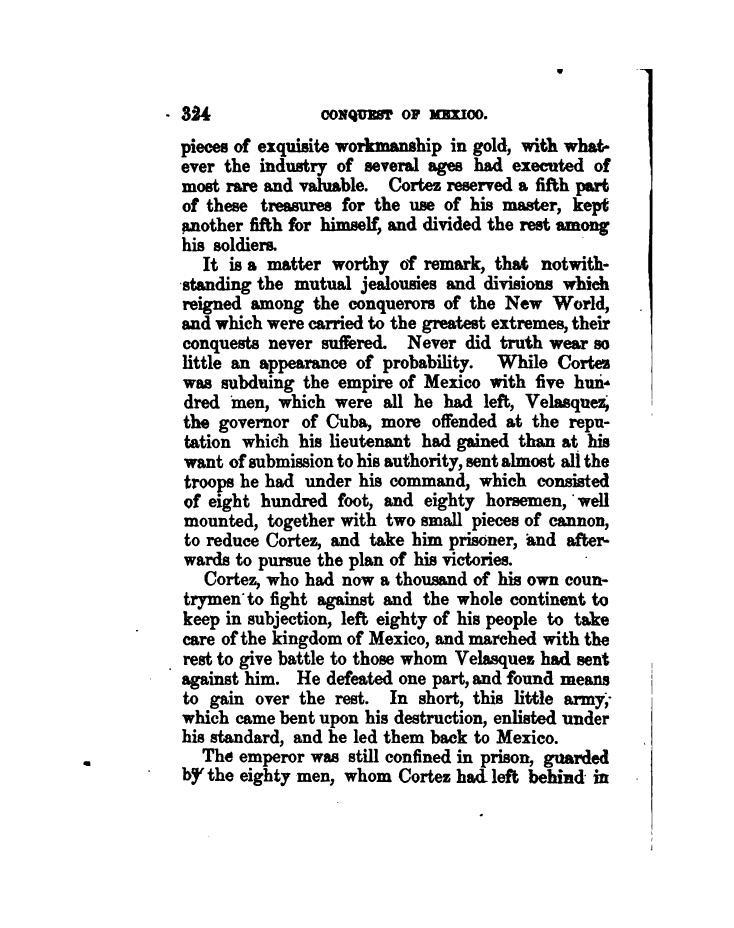 324 CONQUEST OF MEXICO.
pieces of exquisite workmanship in gold, with what-
ever the industry of several ages had executed of
most rare and valuable. Cortez reserved a fifth part
of these treasures for the use of his master, kept
another fifth for himself, and divided the rest among
his soldiers.
It is a matter worthy of remark, that notwith-
standing the mutual jealousies and divisions which
reigned among the conquerors of the New World,
and which were carried to the greatest extremes, their
conquests never suffered. Never did truth wear so
little an appearance of probability. While Cortez
was subduing the empire of Mexico with five hun-
dred men, which were all he had left, Velasquez,
the governor of Cuba, more offended at the repu-
tation which his lieutenant had gained than at his
want of submission to his authority, sent almost all the
troops he had under his command, which consisted
of eight hundred foot, and eighty horsemen, well
mounted, together with two small pieces of cannon,
to reduce Cortez, and take him prisoner, and after-
wards to pursue the plan of his victories.
Cortez, who had now a thousand of his own coun-
trymen to fight against and the whole continent to
keep in subjection, left eighty of his people to take
care of the kingdom of Mexico, and marched with the
rest to give battle to those whom Velasquez had sent
against him. He defeated one part, and found means
to gain over the rest. In short, this little army,
which came bent upon his destruction, enlisted under
his standard, and he led them back to Mexico.
The emperor was still confined in prison, guarded
by the eighty men, whom Cortez had left behind in